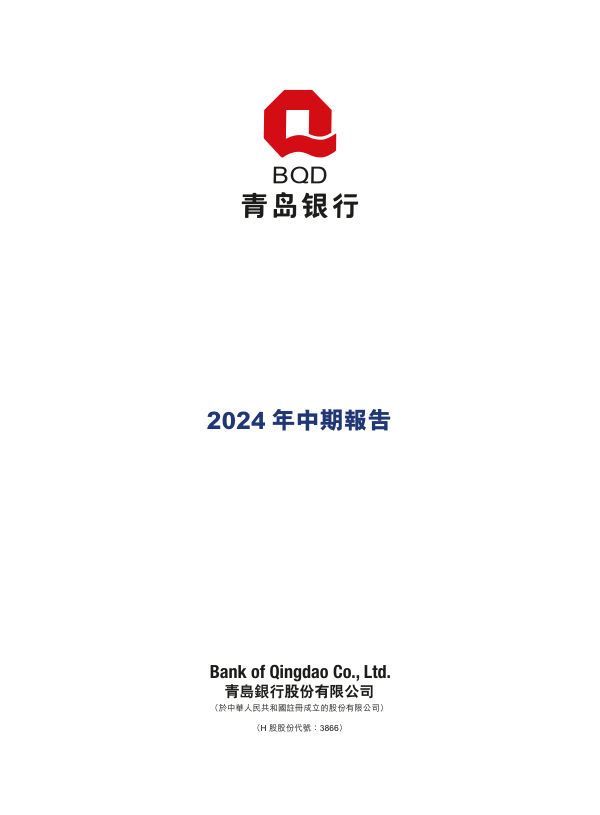 BQD
青岛银行
2024 年中期報告
Bank of Qingdao Co., Ltd.
青島銀行股份有限公司
（於中華人民共和國註冊成立的股份有限公司）
（H 股股份代號：3866）